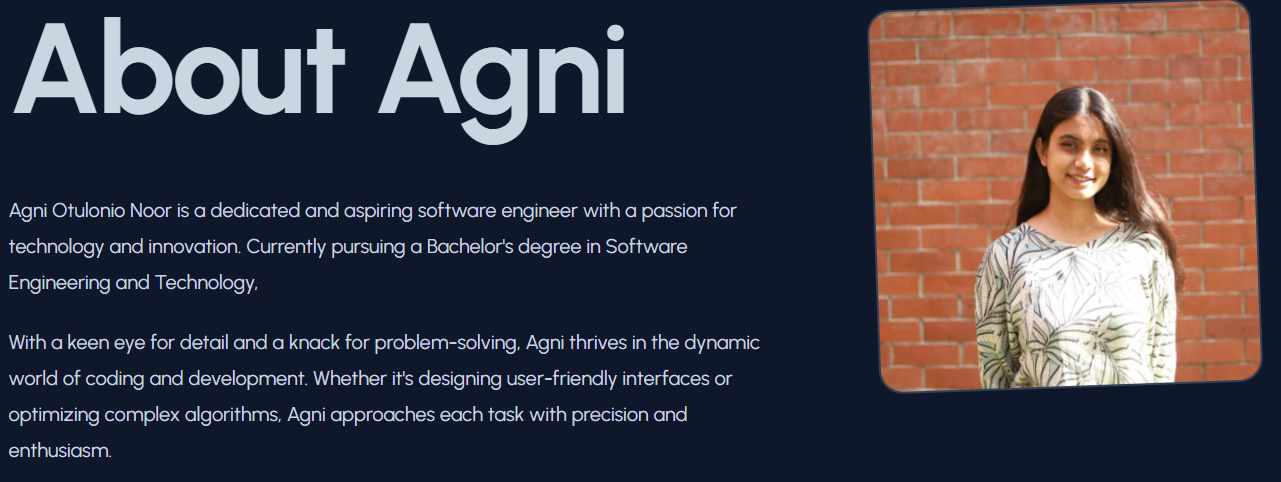 About Agni
Agni Otulonio Noor is a dedicated and aspiring software engineer with a passion for
technology and innovation. Currently pursuing a Bachelor's degree in Software
Engineering and Technology,
With a keen eye for detail and a knack for problem-solving, Agni thrives in the dynamic
world of coding and development. Whether it's designing user-friendly interfaces or
optimizing complex algorithms, Agni approaches each task with precision and
enthusiasm.